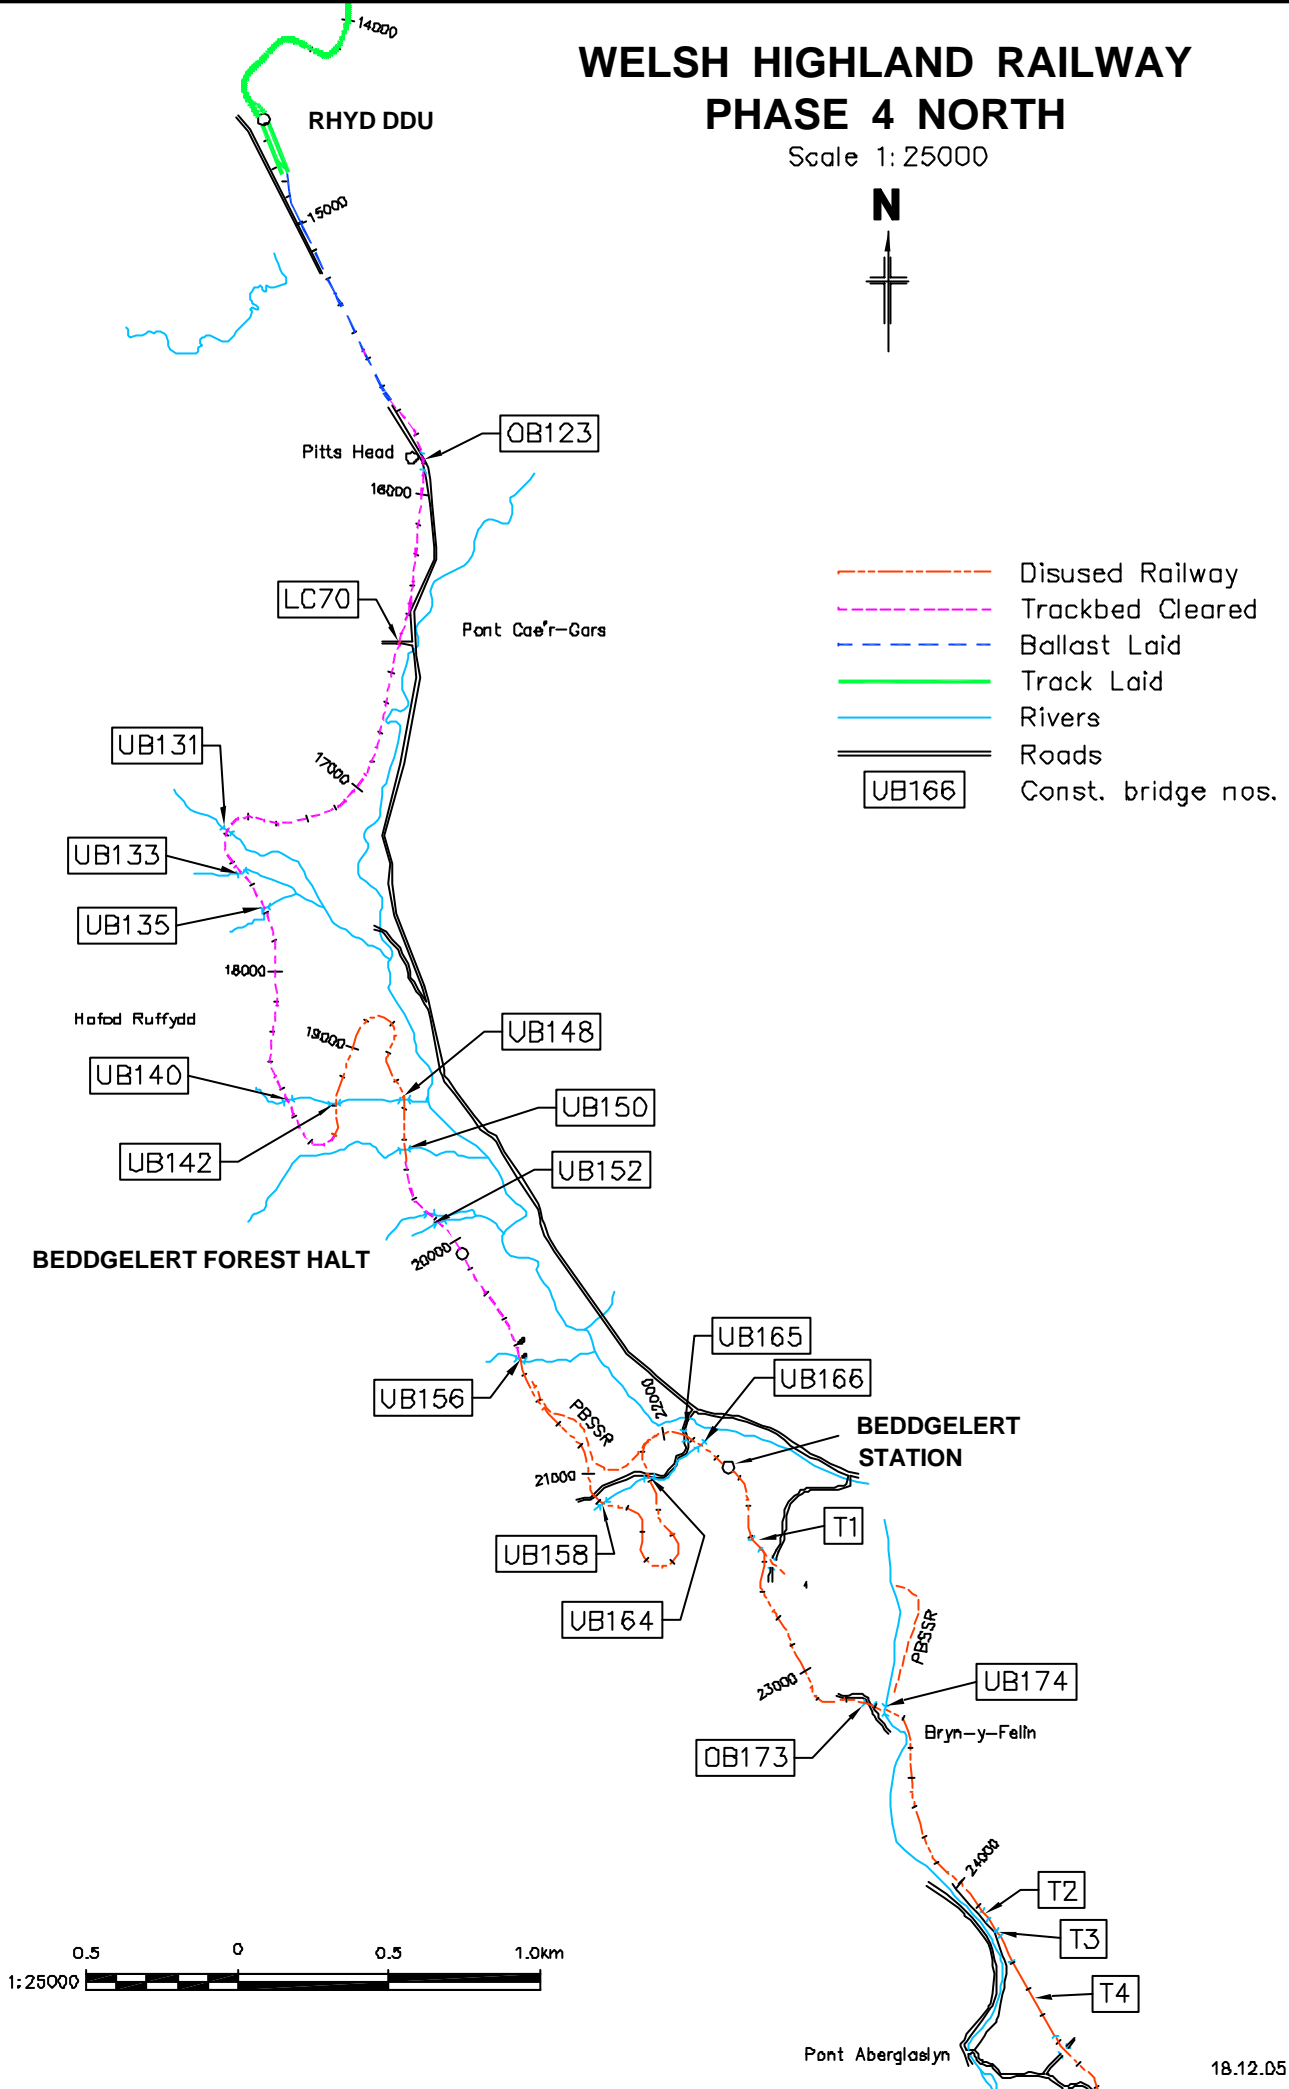 14000
WELSH HIGHLAND RAILWAY
PHASE 4 NORTH
Scale 1:25000
N
RHYD DDU
15000
OB123
Pitts Head
16000
LC70
Pont Cae'r-Gors
Disused Railway
Trackbed Cleared
Ballast Laid
Track Laid
Rivers
Roads
UB166 Const. bridge nos.
UB131
17000
UB133
UB135
18000
Hafod Ruffydd
19000
UB148
UB140
UB150
UB142
UB152
20000
BEDDGELERT FOREST HALT
UB165
UB166
UB156
22000
PBSSR
BEDDGELERT
STATION
21000
T1
UB158
UB164
PBSSR
23000
UB174
Bryn-y-Felin
OB173
24000
T2
T3
T4
0.5 0 0.5 1.0km
1:25000
Pont Aberglaslyn
18.12.05